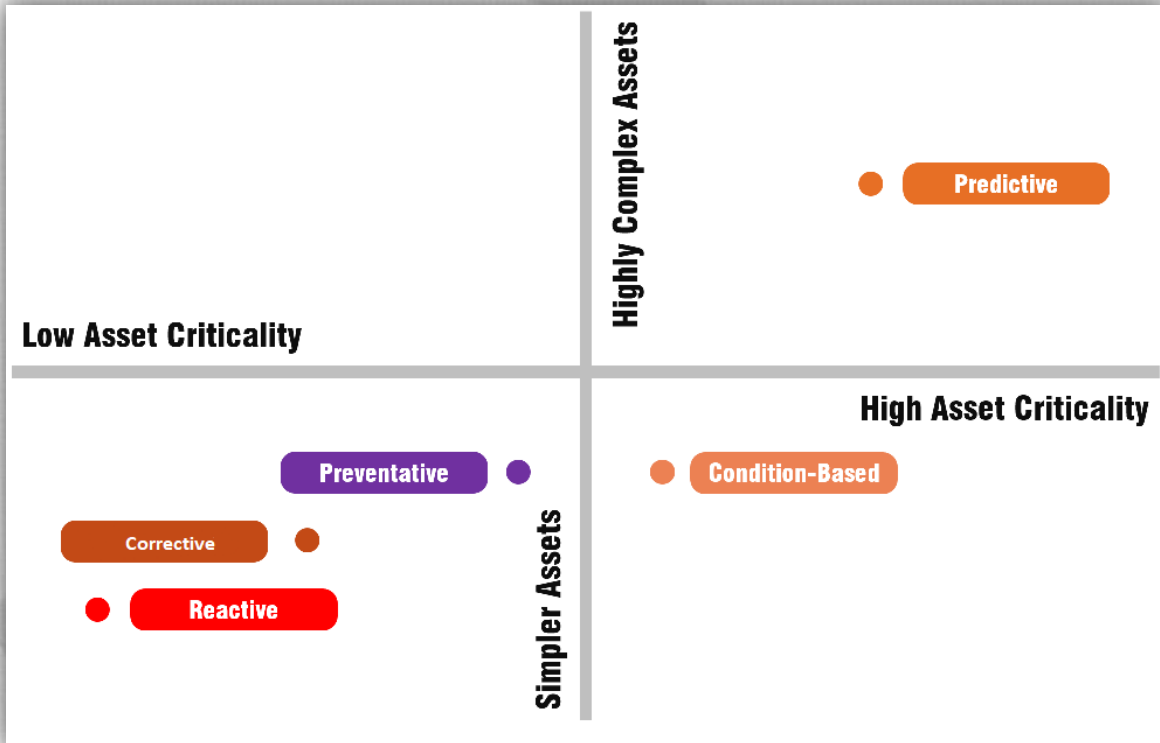 Highly Complex Assets
Predictive
Low Asset Criticality
High Asset Criticality
Preventative
Condition-Based
Corrective
Reactive
Simpler Assets